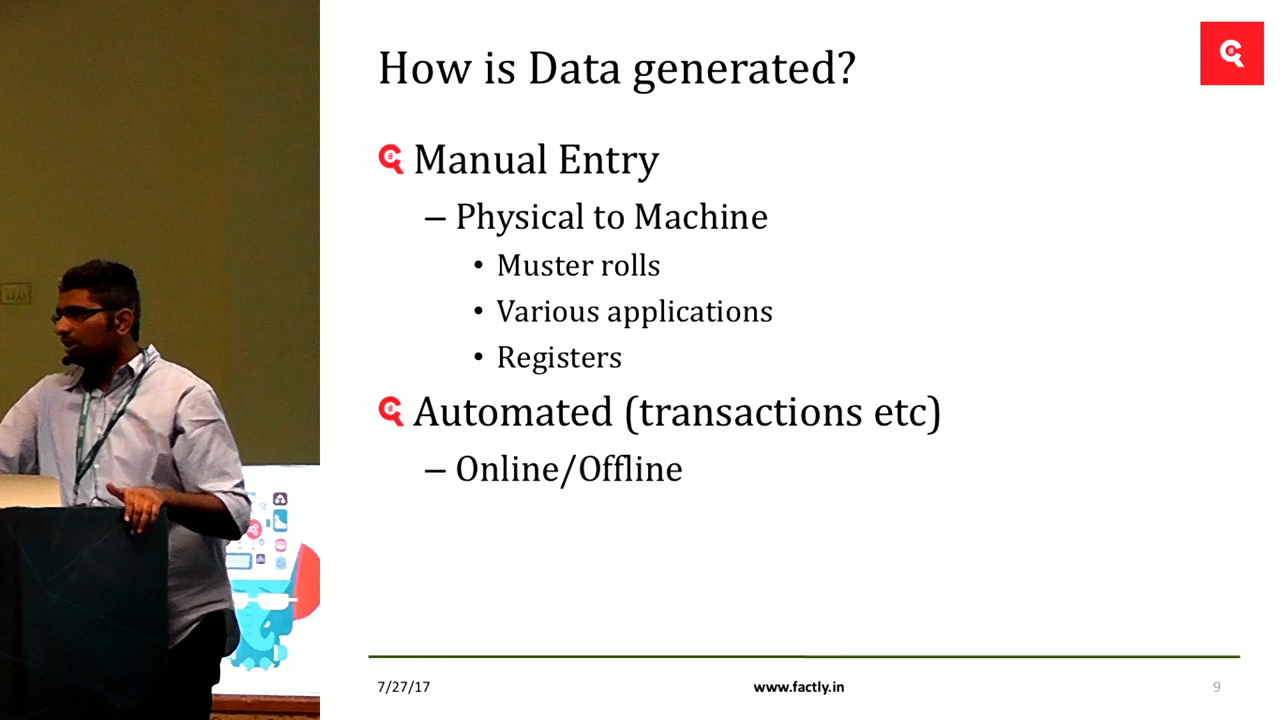 How is Data generated?
Manual Entry
– Physical to Machine
• Muster rolls
• Various applications
• Registers
Automated (transactions etc)
– Online/Offline
7/27/17
www.factly.in
9